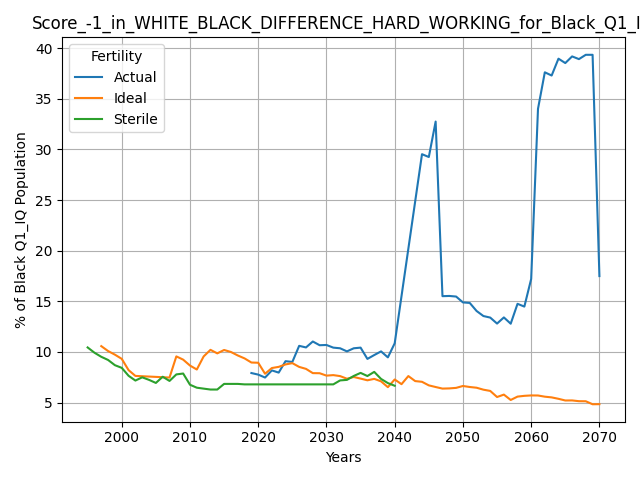 Score_-1_in_WHITE_BLACK_DIFFERENCE_HARD_WORKING_for_Black_Q1_I
Fertility
Actual
Ideal
Sterile
% of Black Q1_IQ Population
40
35
30
25
20
15
10
5
2000 2010 2020 2030 2040 2050 2060 2070
Years